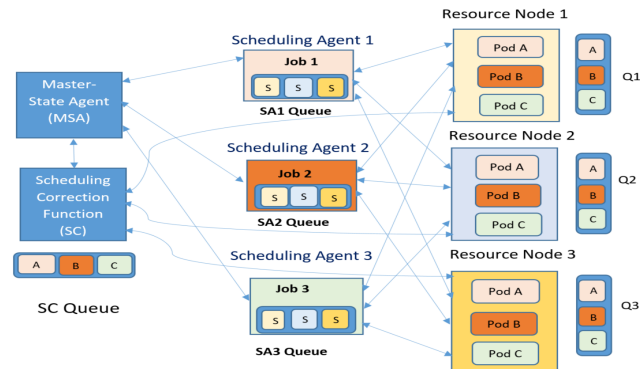 Master-
State Agent
(MSA)
Scheduling
Correction
Function
(SC)
A B C
SC Queue
Scheduling Agent 1
Job 1
S S S
SA1 Queue
Scheduling Agent 2
Job 2
S S S
SA2 Queue
Scheduling Agent 3
Job 3
S S S
SA3 Queue
Resource Node 1
Pod A
Pod B
Pod C
A
B
C
Q1
Resource Node 2
Pod A
Pod B
Pod C
A
B
C
Q2
Resource Node 3
Pod A
Pod B
Pod C
A
B
C
Q3